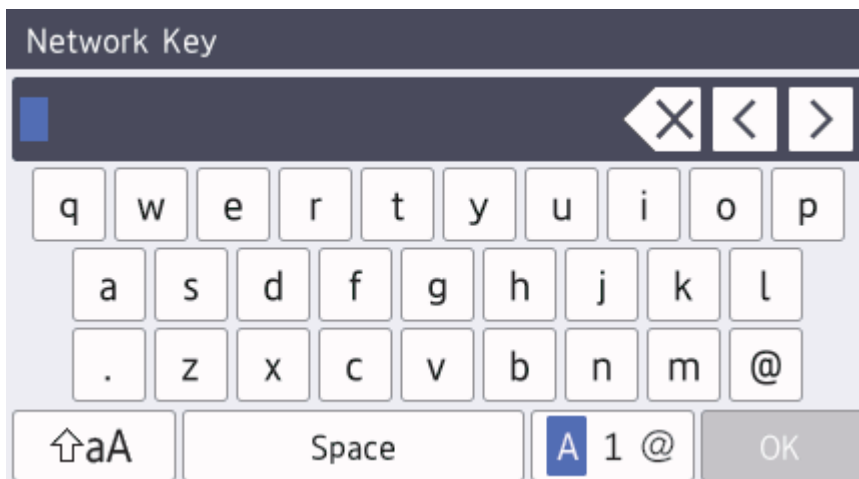 Network Key
q w e r t y u i o p
a s d f g h j k l
. z x c v b n m @
aA Space A 1 @ OK